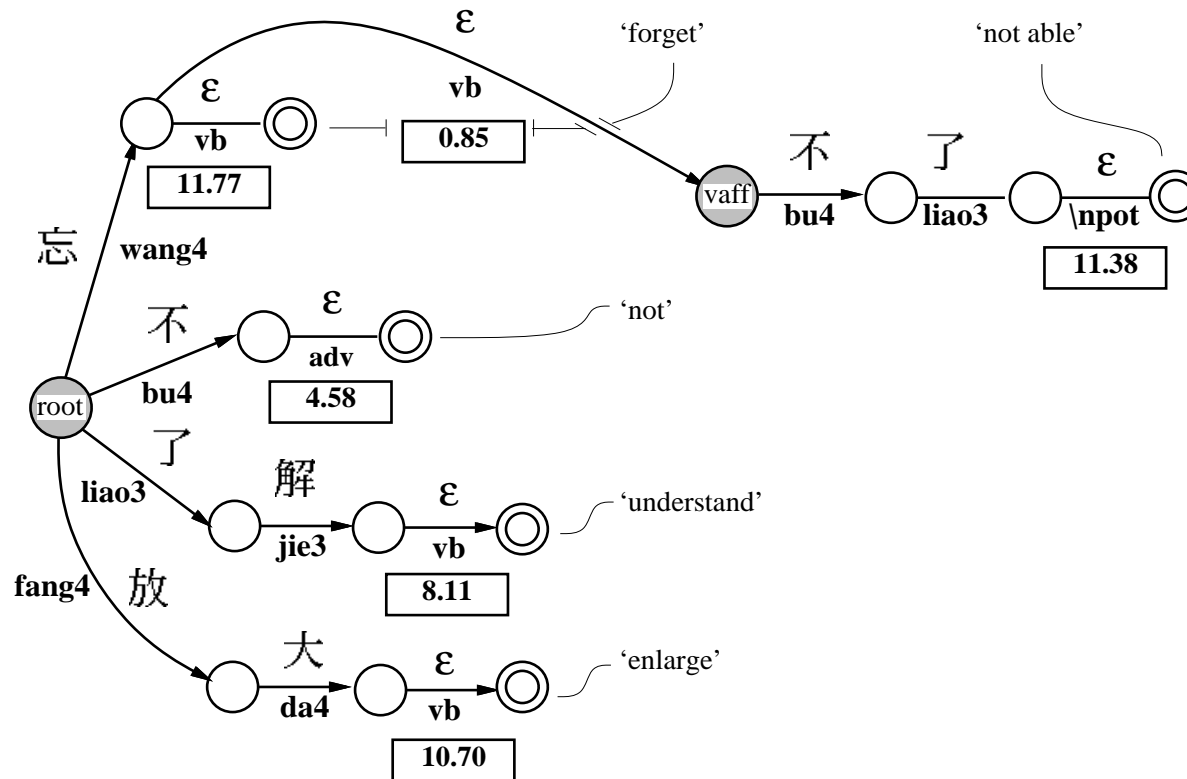 ε
‘forget’
‘not able’
ε
vb
vb
11.77
0.85
不
了
ε
vaff
bu4
liao3
\npot
11.38
忘
wang4
不
ε
‘not’
bu4
adv
4.58
root
了
liao3
解
ε
‘understand’
jie3
vb
8.11
fang4
放
大
ε
‘enlarge’
da4
vb
10.70